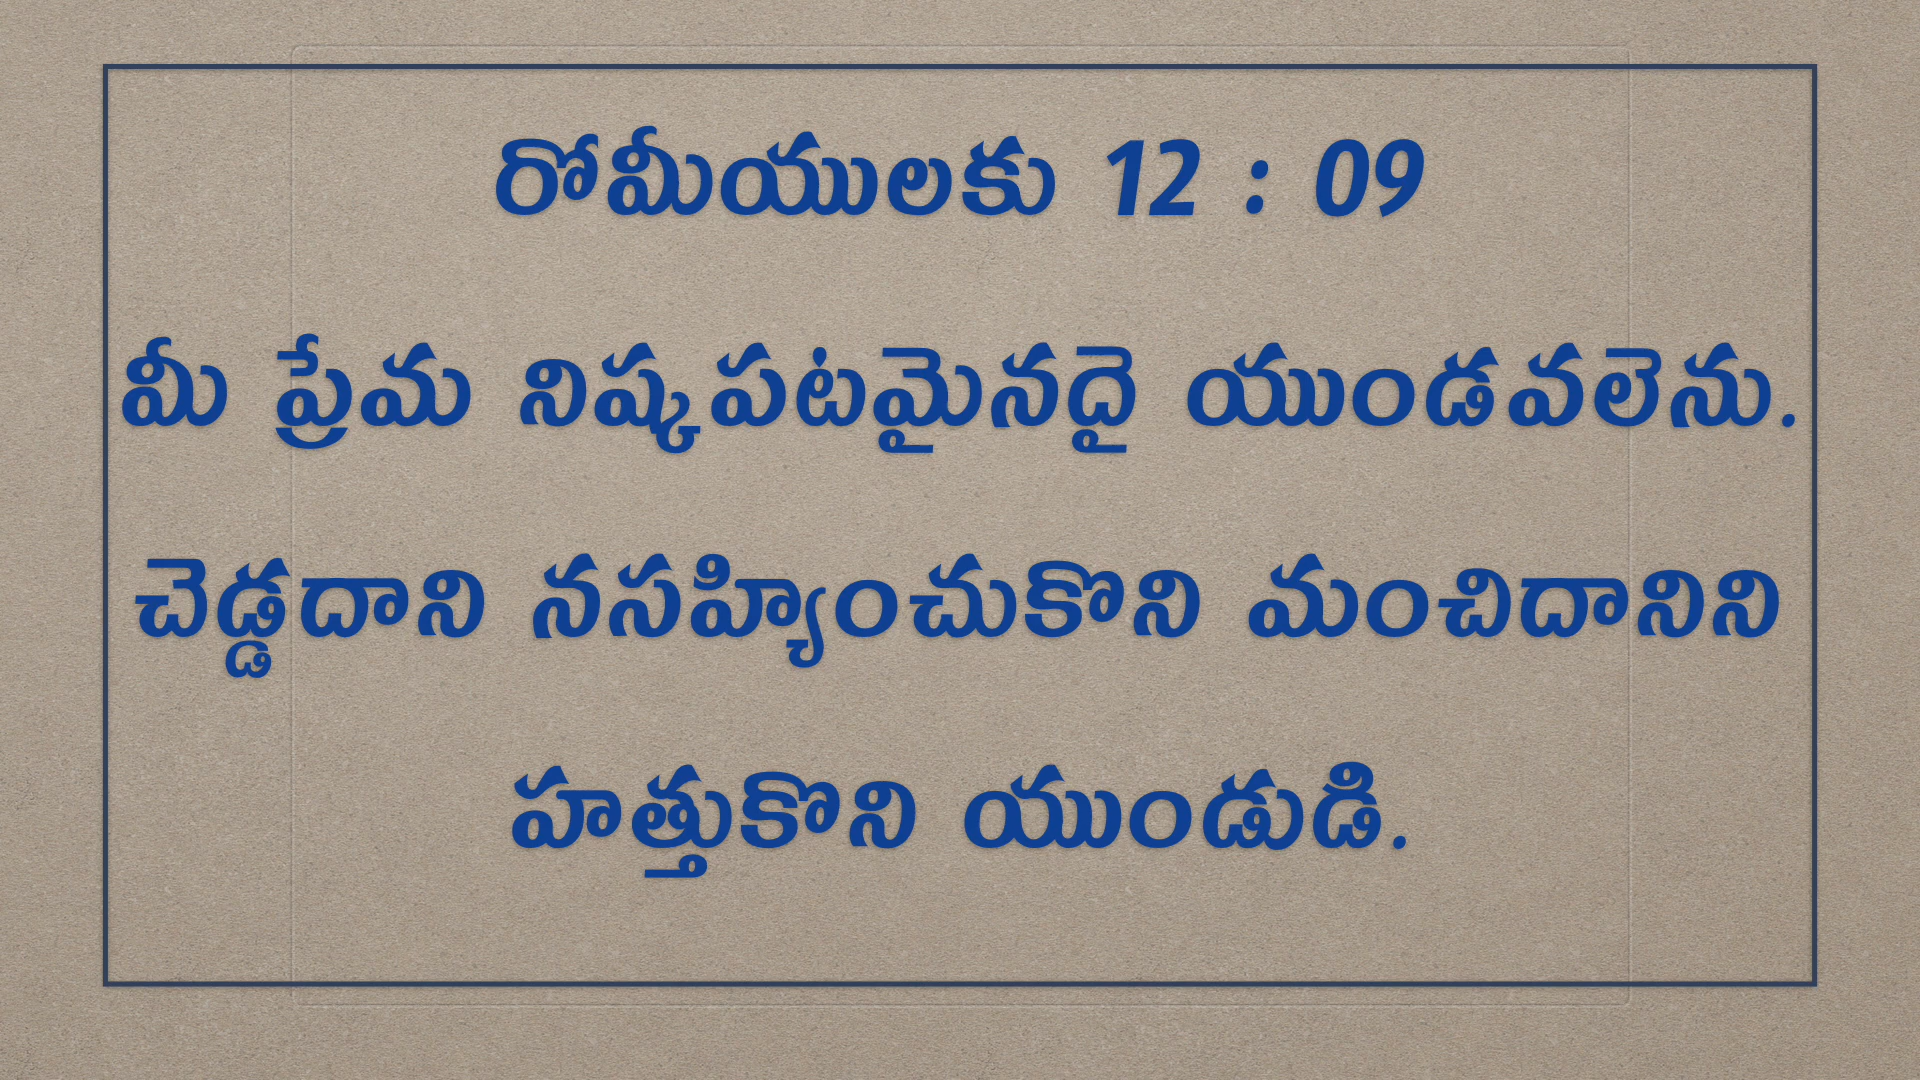 రోమీయులకు 12 : 09
మీ ప్రేమ నిష్కపటమైనదై యుండవలెను.
చెడ్డదాని నసహ్యించుకొని మంచిదానిని
హత్తుకొని యుండుడి.